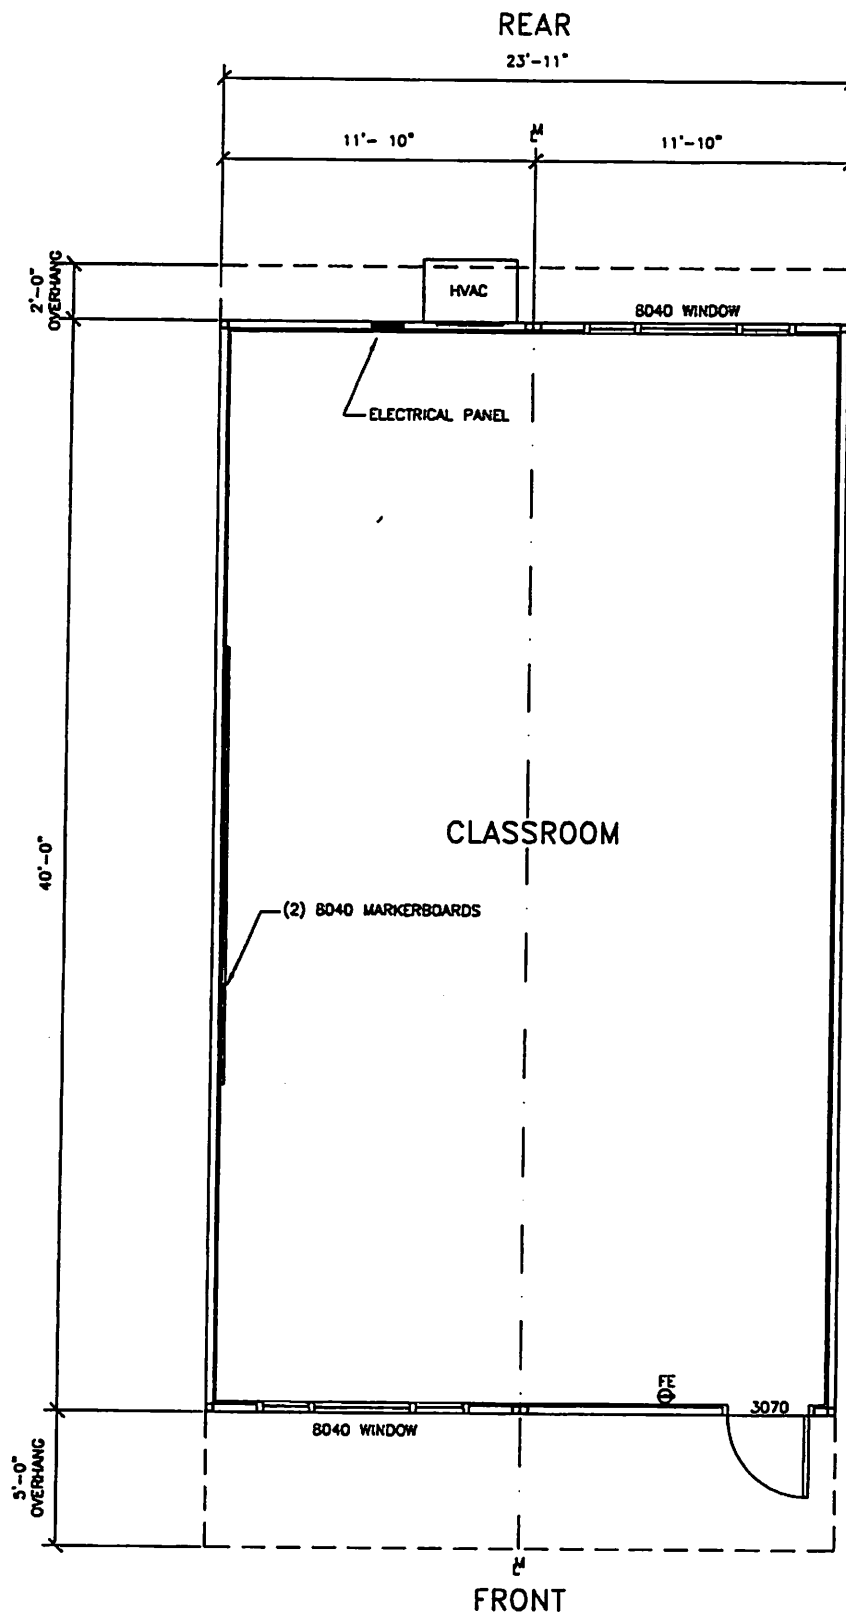 REAR
23'-11"
11'- 10"
M
L
11'-10"
2'-0"
OVERHANG
HVAC
8040 WINDOW
ELECTRICAL PANEL
CLASSROOM
40'-0"
(2) 8040 MARKERBOARDS
FE
3070
8040 WINDOW
5'-0"
OVERHANG
M
L
FRONT